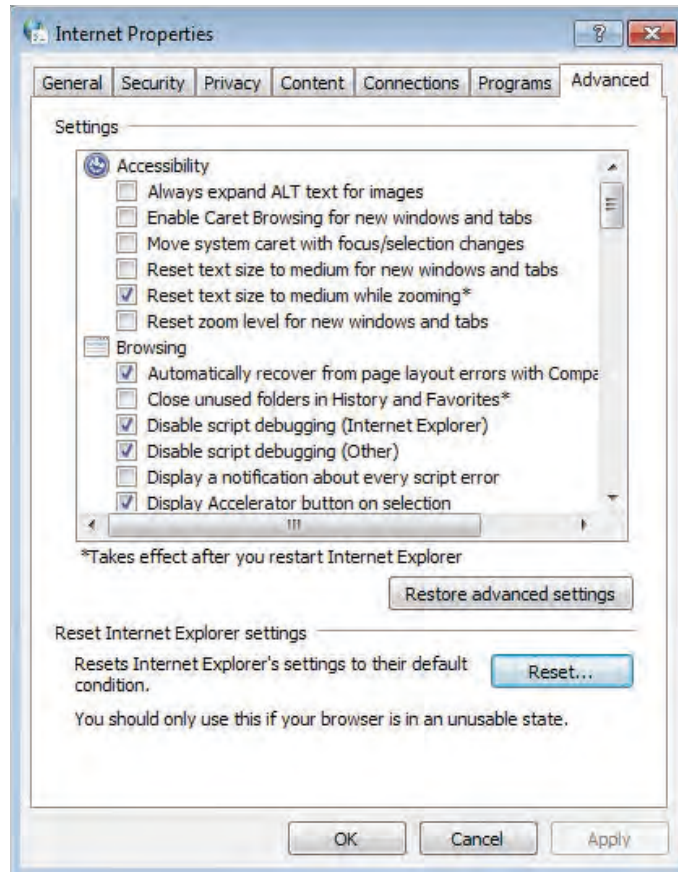 Internet Properties
General Security Privacy Content Connections Programs Advanced
Settings
Accessibility
Always expand ALT text for images
Enable Caret Browsing for new windows and tabs
Move system caret with focus/selection changes
Reset text size to medium for new windows and tabs
Reset text size to medium while zooming*
Reset zoom level for new windows and tabs
Browsing
Automatically recover from page layout errors with Compa
Close unused folders in History and Favorites*
Disable script debugging (Internet Explorer)
Disable script debugging (Other)
Display a notification about every script error
Display Accelerator button on selection
*Takes effect after you restart Internet Explorer
Restore advanced settings
Reset Internet Explorer settings
Resets Internet Explorer's settings to their default
condition.
Reset...
You should only use this if your browser is in an unusable state.
OK Cancel Apply